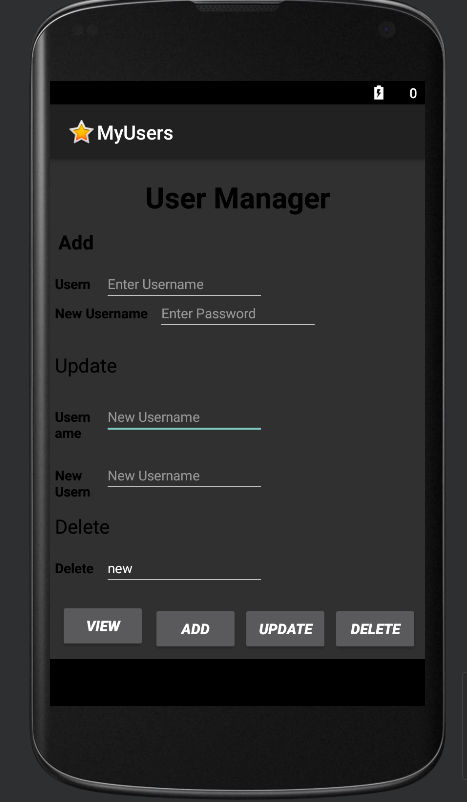 0
MyUsers
User Manager
Add
Usern Enter Username
New Username Enter Password
Update
Usern
ame
New Username
New
Usern
New Username
Delete
Delete new
VIEW ADD UPDATE DELETE